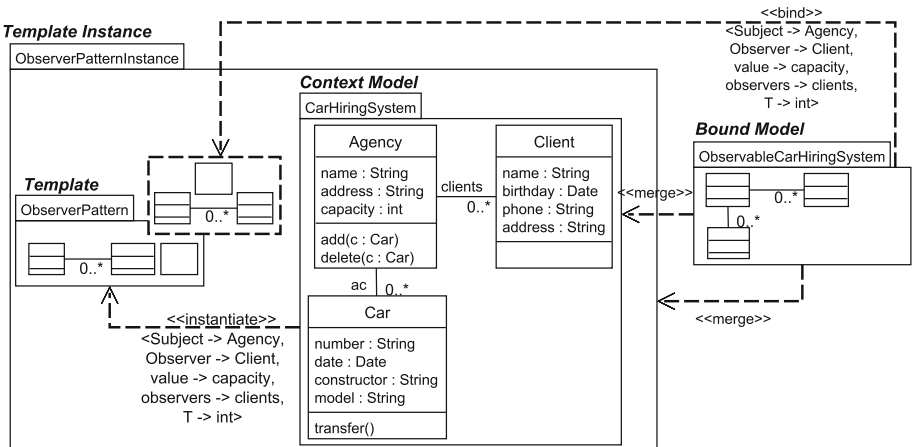 <<bind>>
<Subject -> Agency,
Observer -> Client,
value -> capacity,
observers -> clients,
T -> int>
Template Instance
ObserverPatternInstance
Context Model
CarHiringSystem
Agency
name : String
address : String
capacity : int
add(c : Car)
delete(c : Car)
clients
0..*
Client
name : String
birthday : Date
phone : String
address : String
<<merge>>
Bound Model
ObservableCarHiringSystem
0..*
0..*
Template
ObserverPattern
0..*
0..*
ac
0..*
Car
number : String
date : Date
constructor : String
model : String
transfer()
<<instantiate>>
<Subject -> Agency,
Observer -> Client,
value -> capacity,
observers -> clients,
T -> int>
<<merge>>